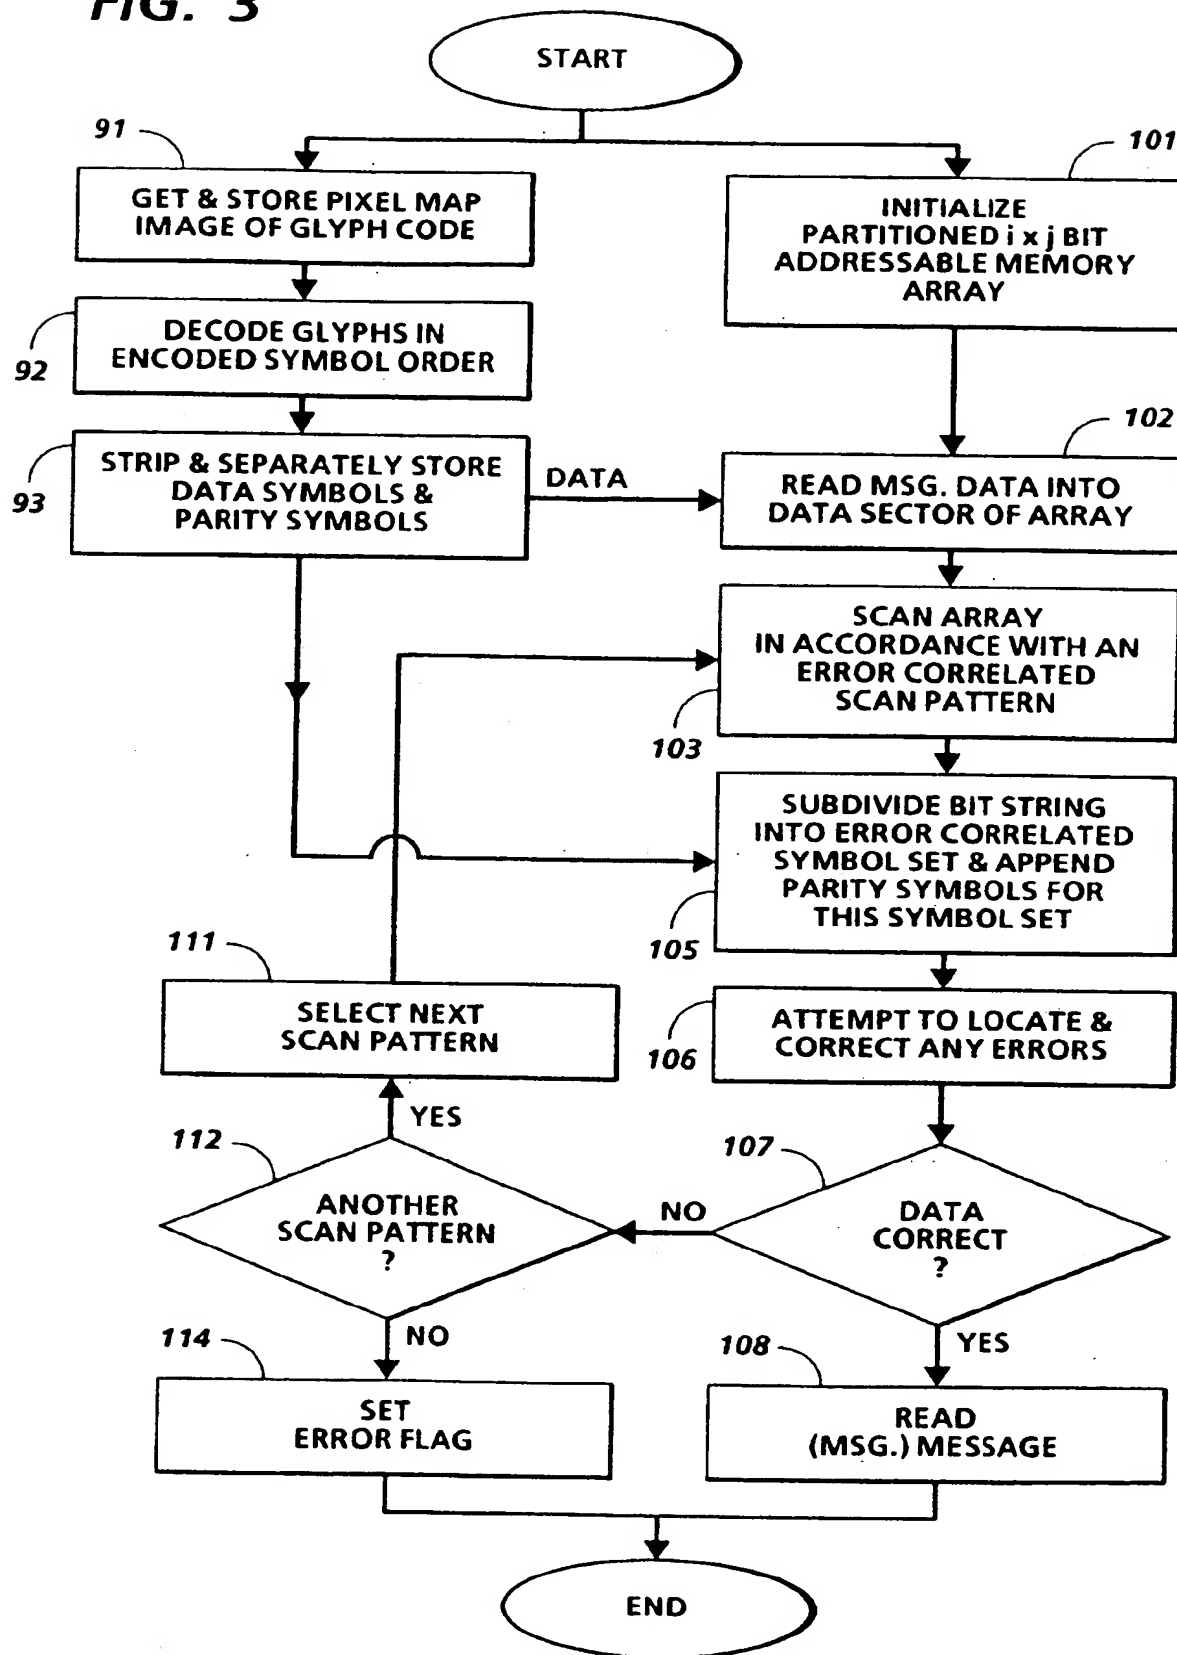 FIG. 3
START
91
GET & STORE PIXEL MAP
IMAGE OF GLYPH CODE
101
INITIALIZE
PARTITIONED i x j BIT
ADDRESSABLE MEMORY
ARRAY
92
DECODE GLYPHS IN
ENCODED SYMBOL ORDER
93
STRIP & SEPARATELY STORE
DATA SYMBOLS &
PARITY SYMBOLS
DATA
102
READ MSG. DATA INTO
DATA SECTOR OF ARRAY
SCAN ARRAY
IN ACCORDANCE WITH AN
ERROR CORRELATED
SCAN PATTERN
103
SUBDIVIDE BIT STRING
INTO ERROR CORRELATED
SYMBOL SET & APPEND
PARITY SYMBOLS FOR
THIS SYMBOL SET
105
111
SELECT NEXT
SCAN PATTERN
ATTEMPT TO LOCATE &
CORRECT ANY ERRORS
106
YES
112
ANOTHER
SCAN PATTERN
?
NO
107
DATA
CORRECT
?
NO
YES
114
SET
ERROR FLAG
108
READ
(MSG.) MESSAGE
END